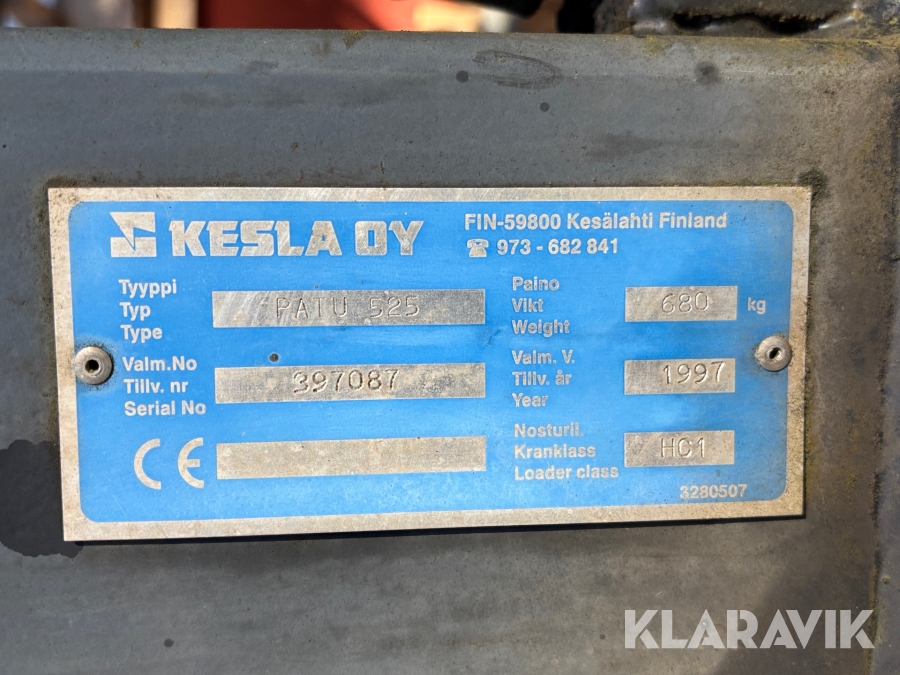 KESLA OY
FIN-59800 Kesälahti Finland
☎ 973 - 682 841
Tyyppi
Typ
Type
PATU 525
Paino
Vikt
Weight
680 kg
Valm.No
Tillv. nr
Serial No
397087
Valm. V.
Tillv. år
Year
1997
CE
Nosturil.
Kranklass
Loader class
HC1
3280507
KLARAVIK